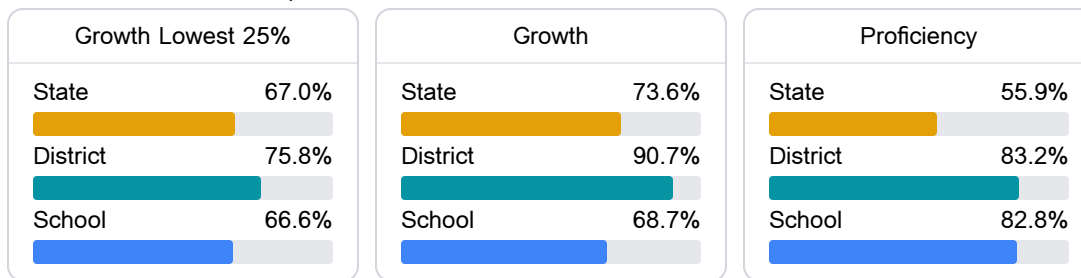 Growth Lowest 25%
State 67.0%
District 75.8%
School 66.6%
Growth
State 73.6%
District 90.7%
School 68.7%
Proficiency
State 55.9%
District 83.2%
School 82.8%